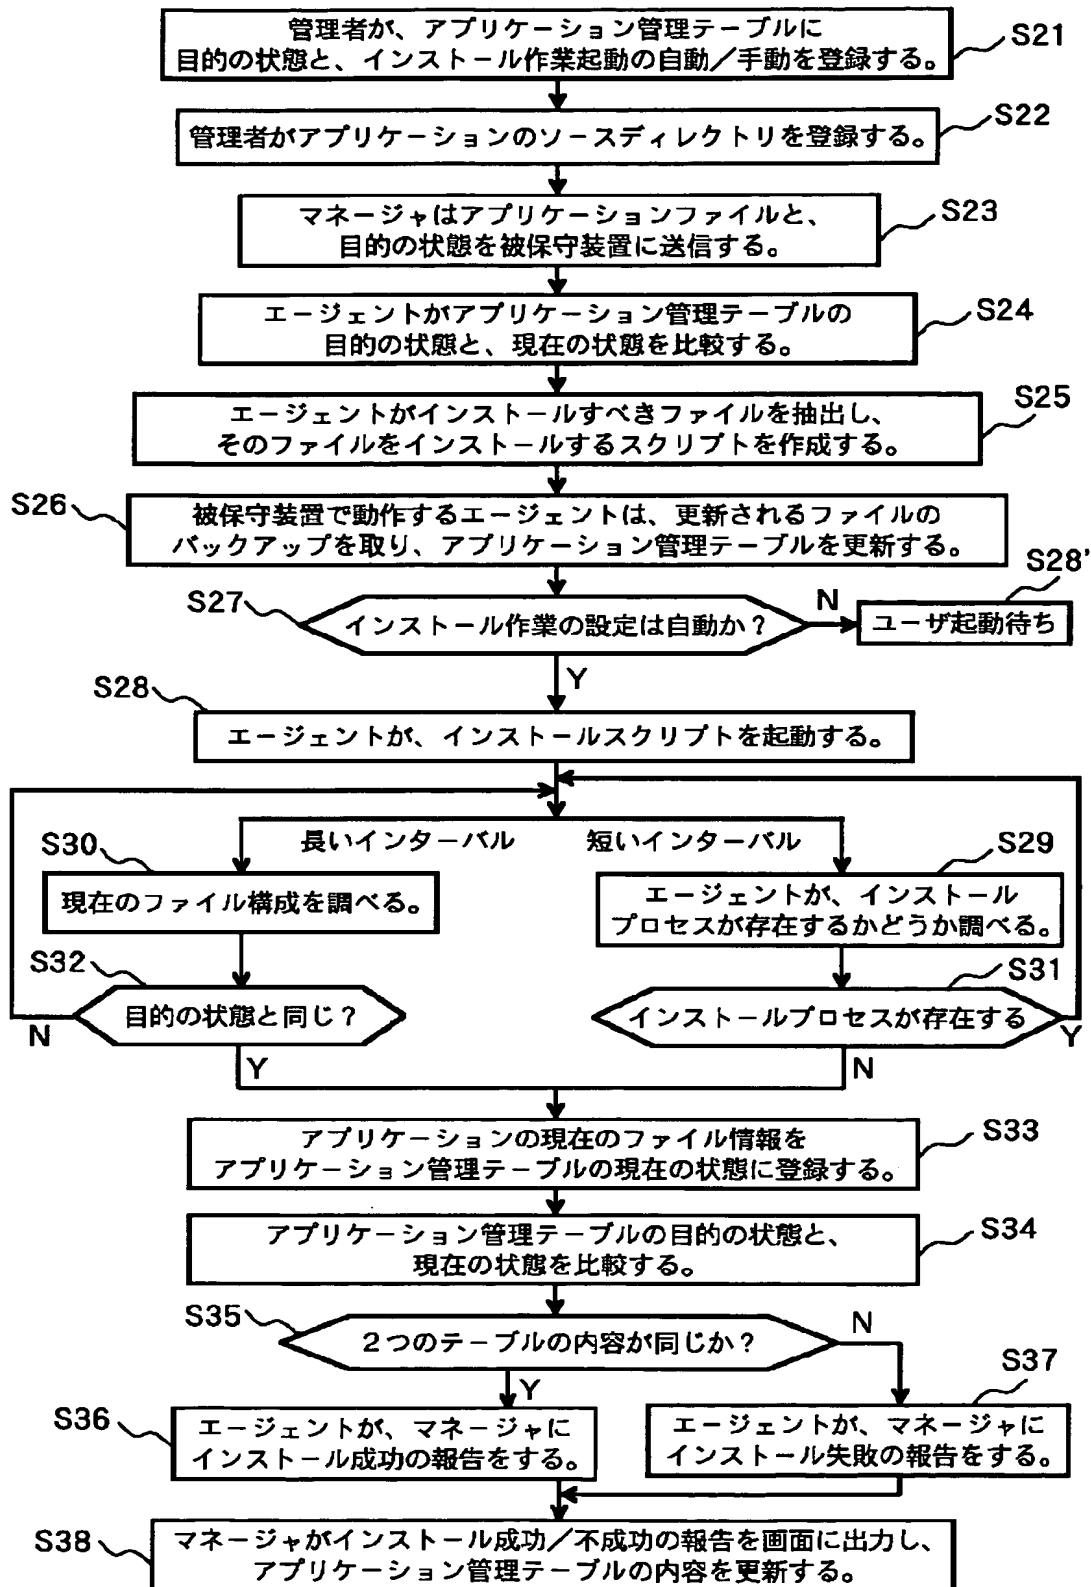 管理者が、アプリケーション管理テーブルに
目的の状態と、インストール作業起動の自動／手動を登録する。
S21
管理者がアプリケーションのソースディレクトリを登録する。
S22
マネージャはアプリケーションファイルと、
目的の状態を被保守装置に送信する。
S23
エージェントがアプリケーション管理テーブルの
目的の状態と、現在の状態を比較する。
S24
エージェントがインストールすべきファイルを抽出し、
そのファイルをインストールするスクリプトを作成する。
S25
S26
被保守装置で動作するエージェントは、更新されるファイルの
バックアップを取り、アプリケーション管理テーブルを更新する。
S27
インストール作業の設定は自動か？
N
S28'
ユーザ起動待ち
Y
S28
エージェントが、インストールスクリプトを起動する。
長いインターバル
短いインターバル
S30
現在のファイル構成を調べる。
S29
エージェントが、インストール
プロセスが存在するかどうか調べる。
S32
目的の状態と同じ？
N
Y
S31
インストールプロセスが存在する
Y
N
アプリケーションの現在のファイル情報を
アプリケーション管理テーブルの現在の状態に登録する。
S33
アプリケーション管理テーブルの目的の状態と、
現在の状態を比較する。
S34
S35
２つのテーブルの内容が同じか？
N
Y
S36
エージェントが、マネージャに
インストール成功の報告をする。
S37
エージェントが、マネージャに
インストール失敗の報告をする。
S38
マネージャがインストール成功／不成功の報告を画面に出力し、
アプリケーション管理テーブルの内容を更新する。